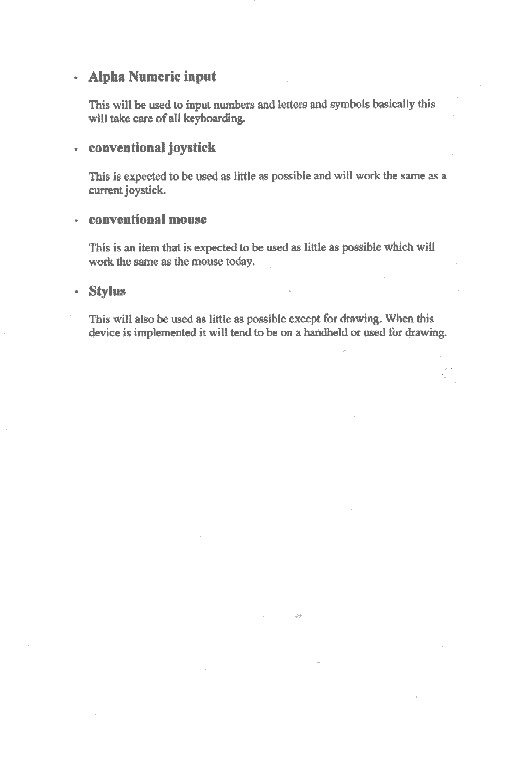 • Alpha Numeric input
This will be used to input numbers and letters and symbols basically this
will take care of all keyboarding.
• conventional joystick
This is expected to be used as little as possible and will work the same as a
current joystick.
• conventional mouse
This is an item that is expected to be used as little as possible which will
work the same as the mouse today.
• Stylus
This will also be used as little as possible except for drawing. When this
device is implemented it will tend to be on a handheld or used for drawing.